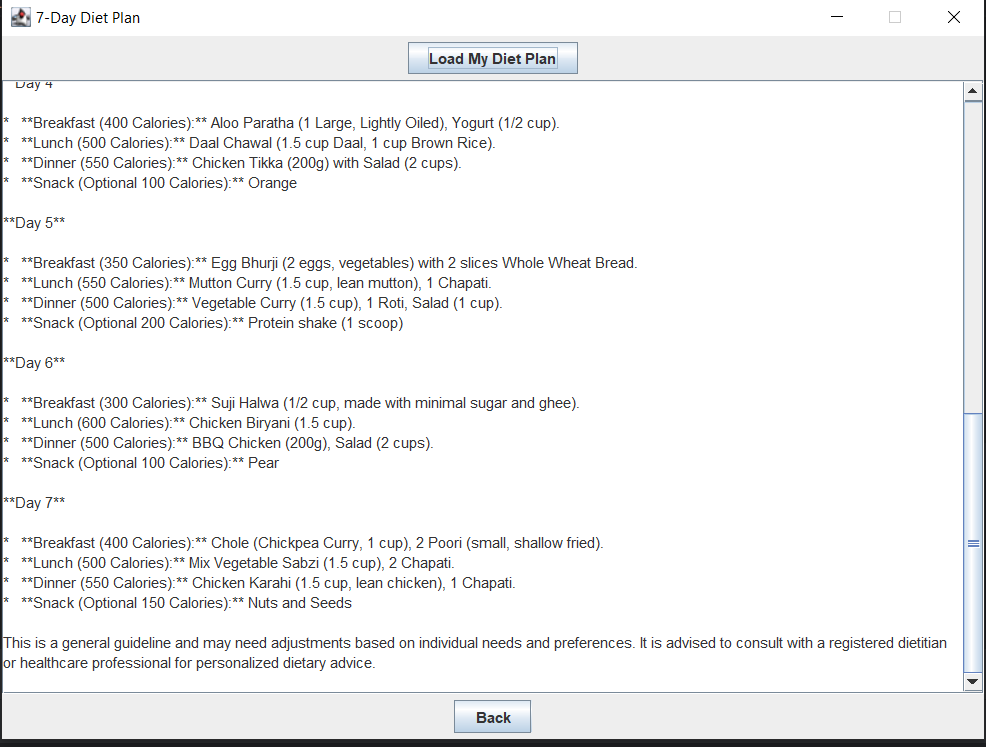 7-Day Diet Plan
Load My Diet Plan
Day 4
*   **Breakfast (400 Calories):** Aloo Paratha (1 Large, Lightly Oiled), Yogurt (1/2 cup).
*   **Lunch (500 Calories):** Daal Chawal (1.5 cup Daal, 1 cup Brown Rice).
*   **Dinner (550 Calories):** Chicken Tikka (200g) with Salad (2 cups).
*   **Snack (Optional 100 Calories):** Orange
**Day 5**
*   **Breakfast (350 Calories):** Egg Bhurji (2 eggs, vegetables) with 2 slices Whole Wheat Bread.
*   **Lunch (550 Calories):** Mutton Curry (1.5 cup, lean mutton), 1 Chapati.
*   **Dinner (500 Calories):** Vegetable Curry (1.5 cup), 1 Roti, Salad (1 cup).
*   **Snack (Optional 200 Calories):** Protein shake (1 scoop)
**Day 6**
*   **Breakfast (300 Calories):** Suji Halwa (1/2 cup, made with minimal sugar and ghee).
*   **Lunch (600 Calories):** Chicken Biryani (1.5 cup).
*   **Dinner (500 Calories):** BBQ Chicken (200g), Salad (2 cups).
*   **Snack (Optional 100 Calories):** Pear
**Day 7**
*   **Breakfast (400 Calories):** Chole (Chickpea Curry, 1 cup), 2 Poori (small, shallow fried).
*   **Lunch (500 Calories):** Mix Vegetable Sabzi (1.5 cup), 2 Chapati.
*   **Dinner (550 Calories):** Chicken Karahi (1.5 cup, lean chicken), 1 Chapati.
*   **Snack (Optional 150 Calories):** Nuts and Seeds
This is a general guideline and may need adjustments based on individual needs and preferences. It is advised to consult with a registered dietitian
or healthcare professional for personalized dietary advice.
Back